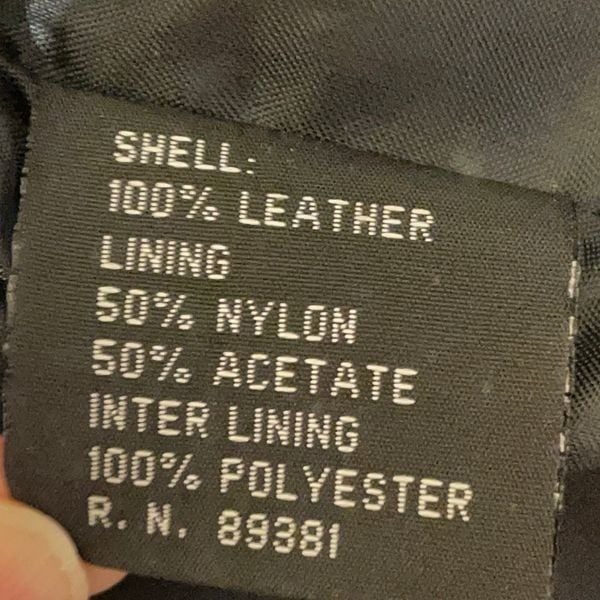 SHELL:
100% LEATHER
LINING
50% NYLON
50% ACETATE
INTER LINING
100% POLYESTER
R. N. 89381